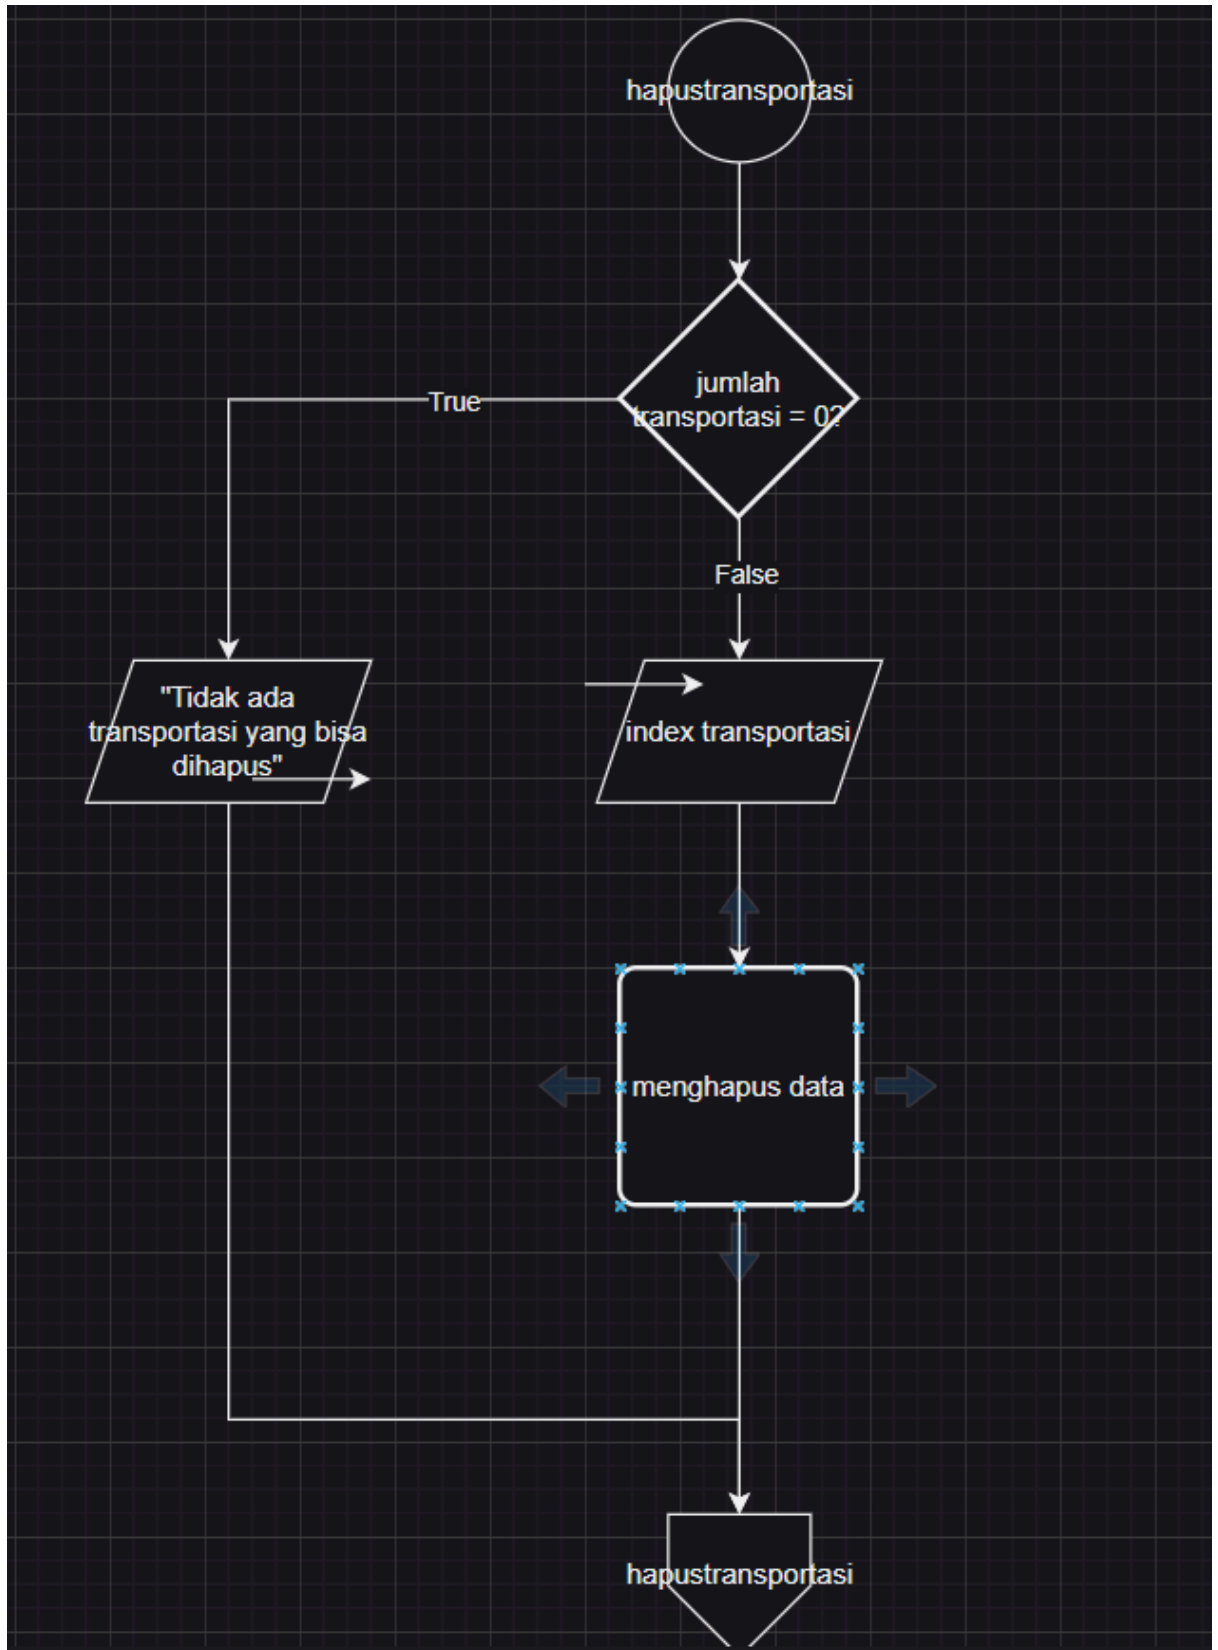 hapustransportasi
jumlah
transportasi = 0?
True
False
"Tidak ada
transportasi yang bisa
dihapus"
index transportasi
menghapus data
hapustransportasi